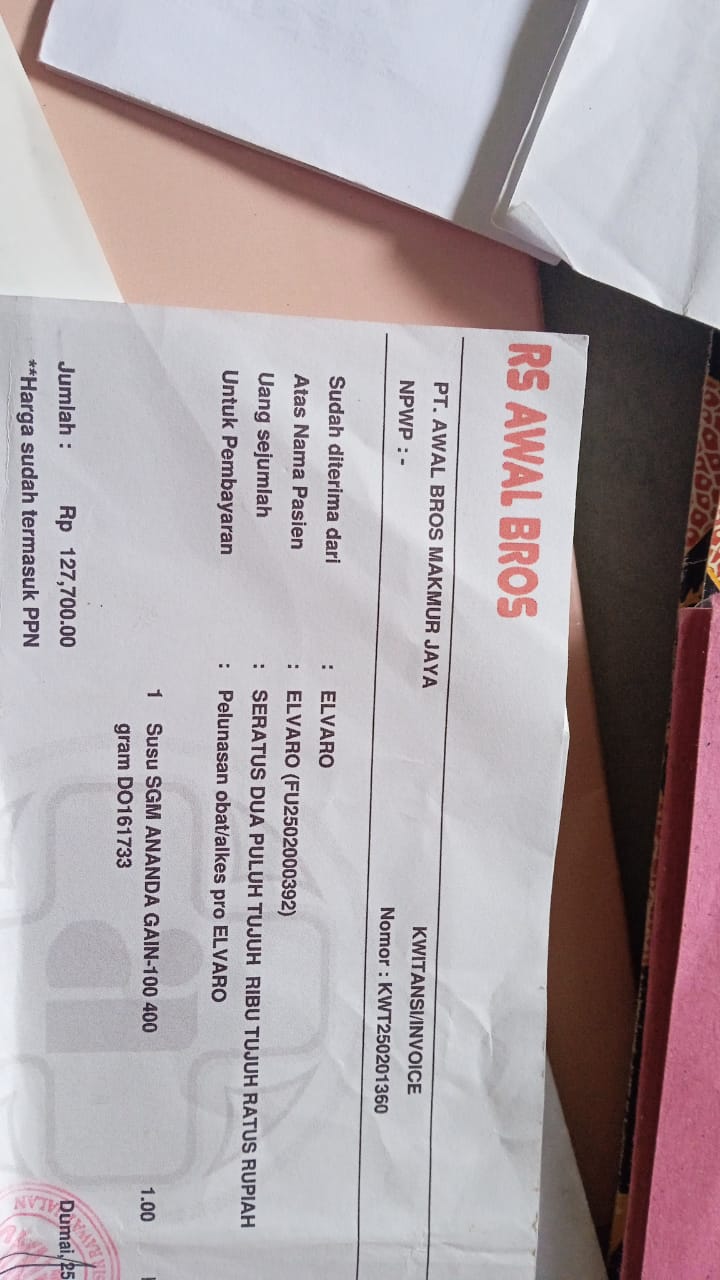 RS AWAL BROS
PT. AWAL BROS MAKMUR JAYA
NPWP : -
KWITANSI/INVOICE
Nomor : KWT250201360
Sudah diterima dari : ELVARO
Atas Nama Pasien : ELVARO (FU2502000392)
Uang sejumlah : SERATUS DUA PULUH TUJUH RIBU TUJUH RATUS RUPIAH
Untuk Pembayaran : Pelunasan obat/alkes pro ELVARO
1 Susu SGM ANANDA GAIN-100 400 1.00
gram DO161733
Jumlah : Rp 127,700.00
Dumai, 25
**Harga sudah termasuk PPN